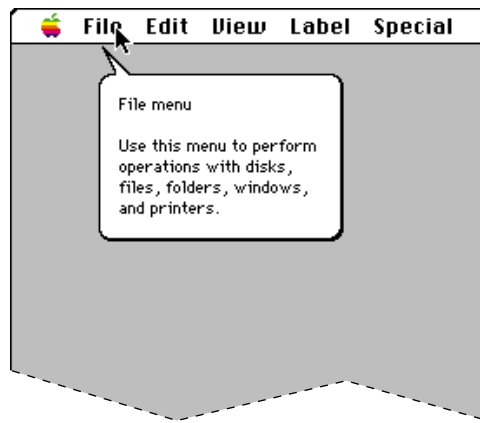 File Edit View Label Special
File menu
Use this menu to perform
operations with disks,
files, folders, windows,
and printers.